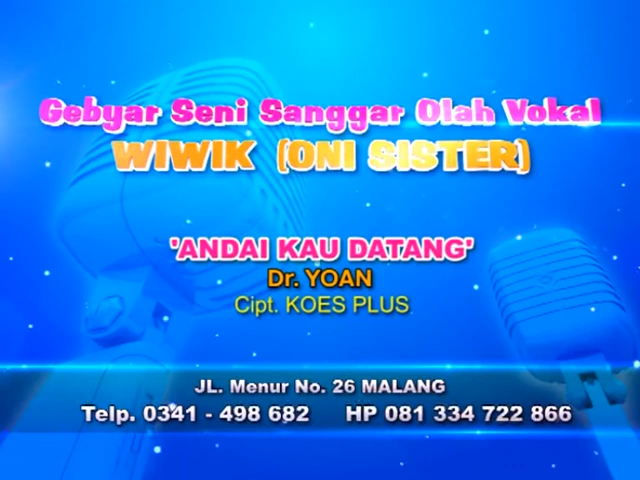 Gebyar Seni Sanggar Olah Vokal
WIWIK (ONI SISTER)
'ANDAI KAU DATANG'
Dr. YOAN
Cipt. KOES PLUS
JL. Menur No. 26 MALANG
Telp. 0341 - 498 682 HP 081 334 722 866